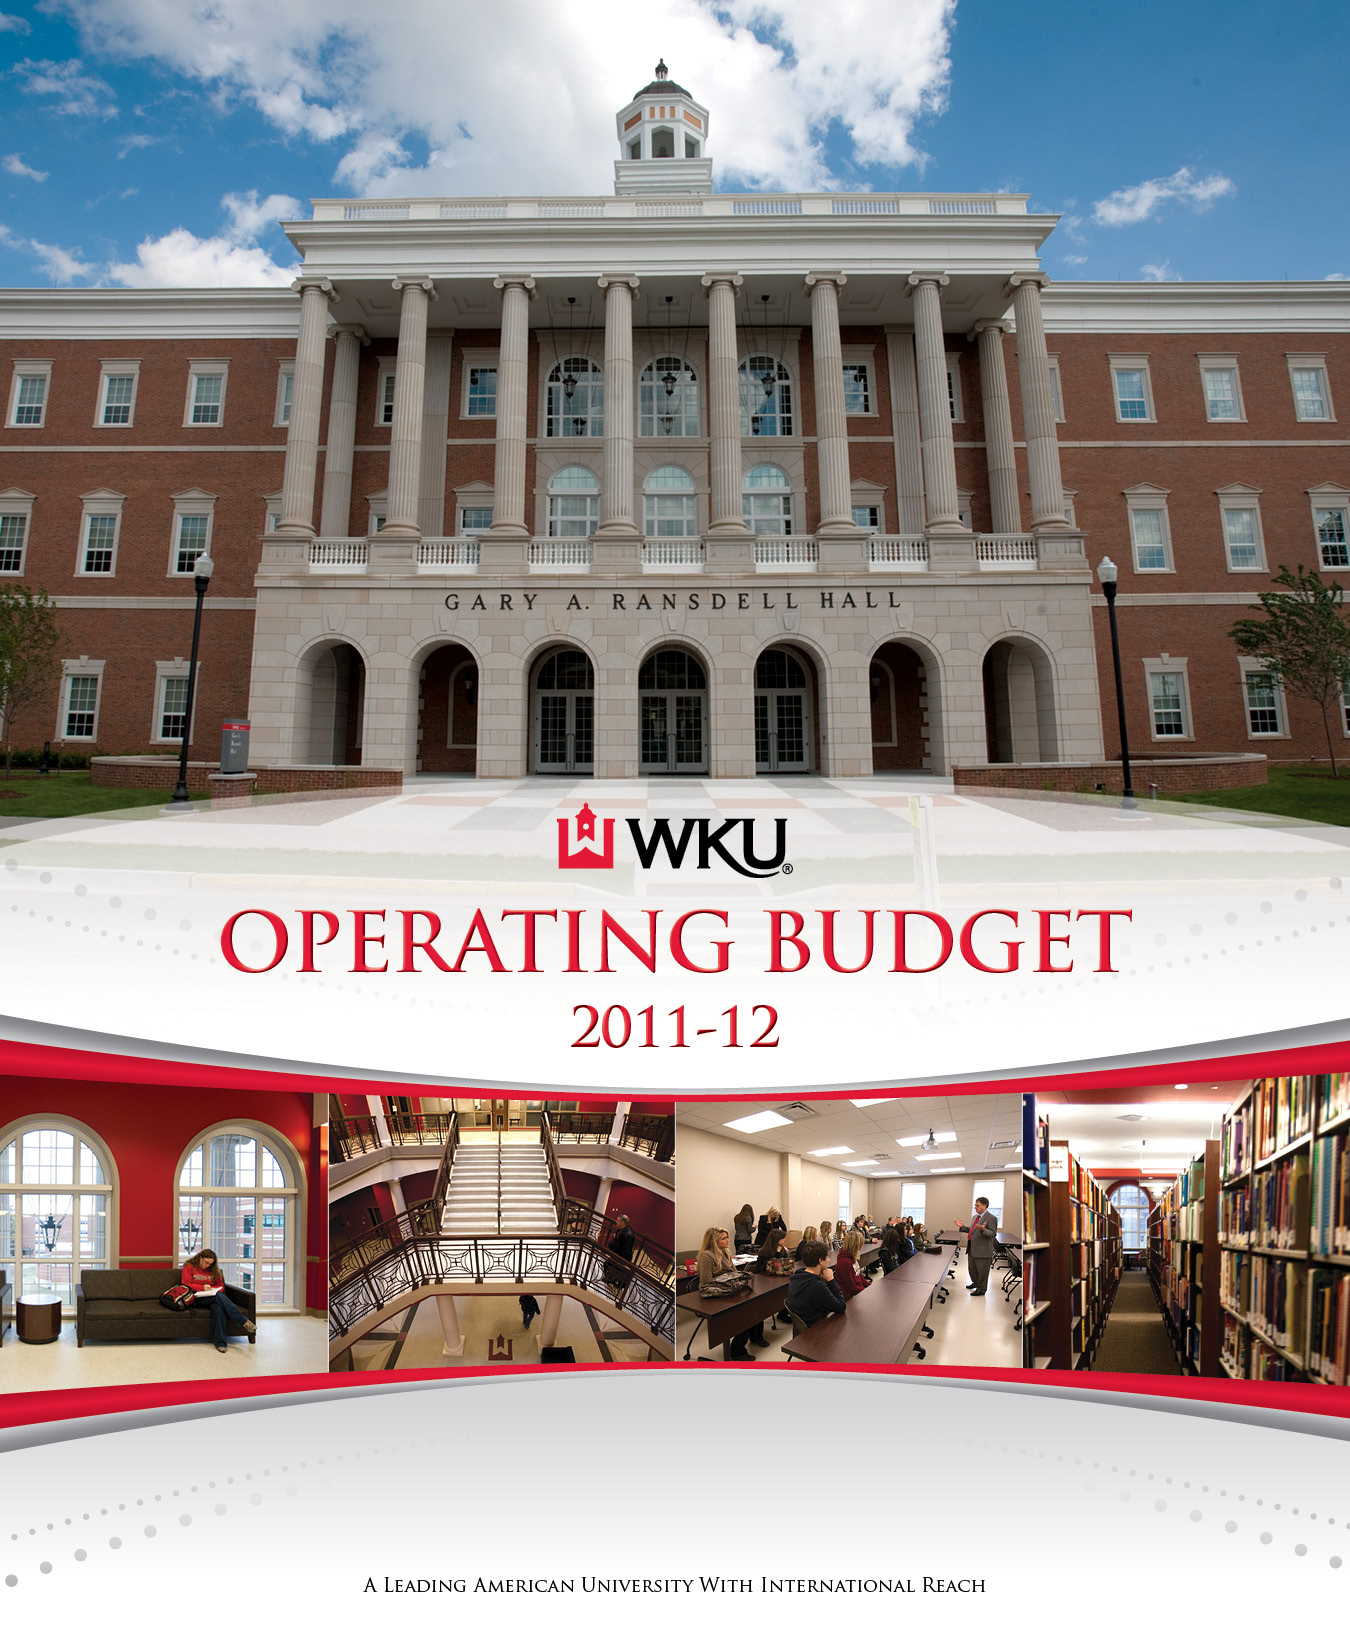 GARY A. RANSDELL HALL
WKU®
OPERATING BUDGET
2011-12
A LEADING AMERICAN UNIVERSITY WITH INTERNATIONAL REACH